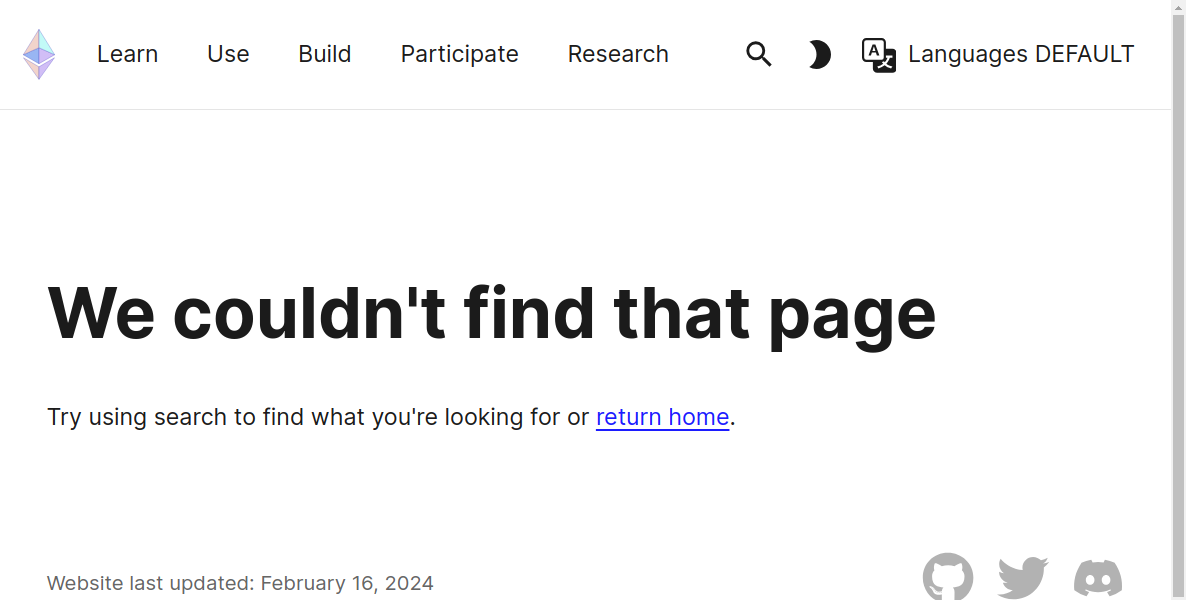 Learn Use Build Participate Research A 文 Languages DEFAULT
We couldn't find that page
Try using search to find what you're looking for or return home.
Website last updated: February 16, 2024